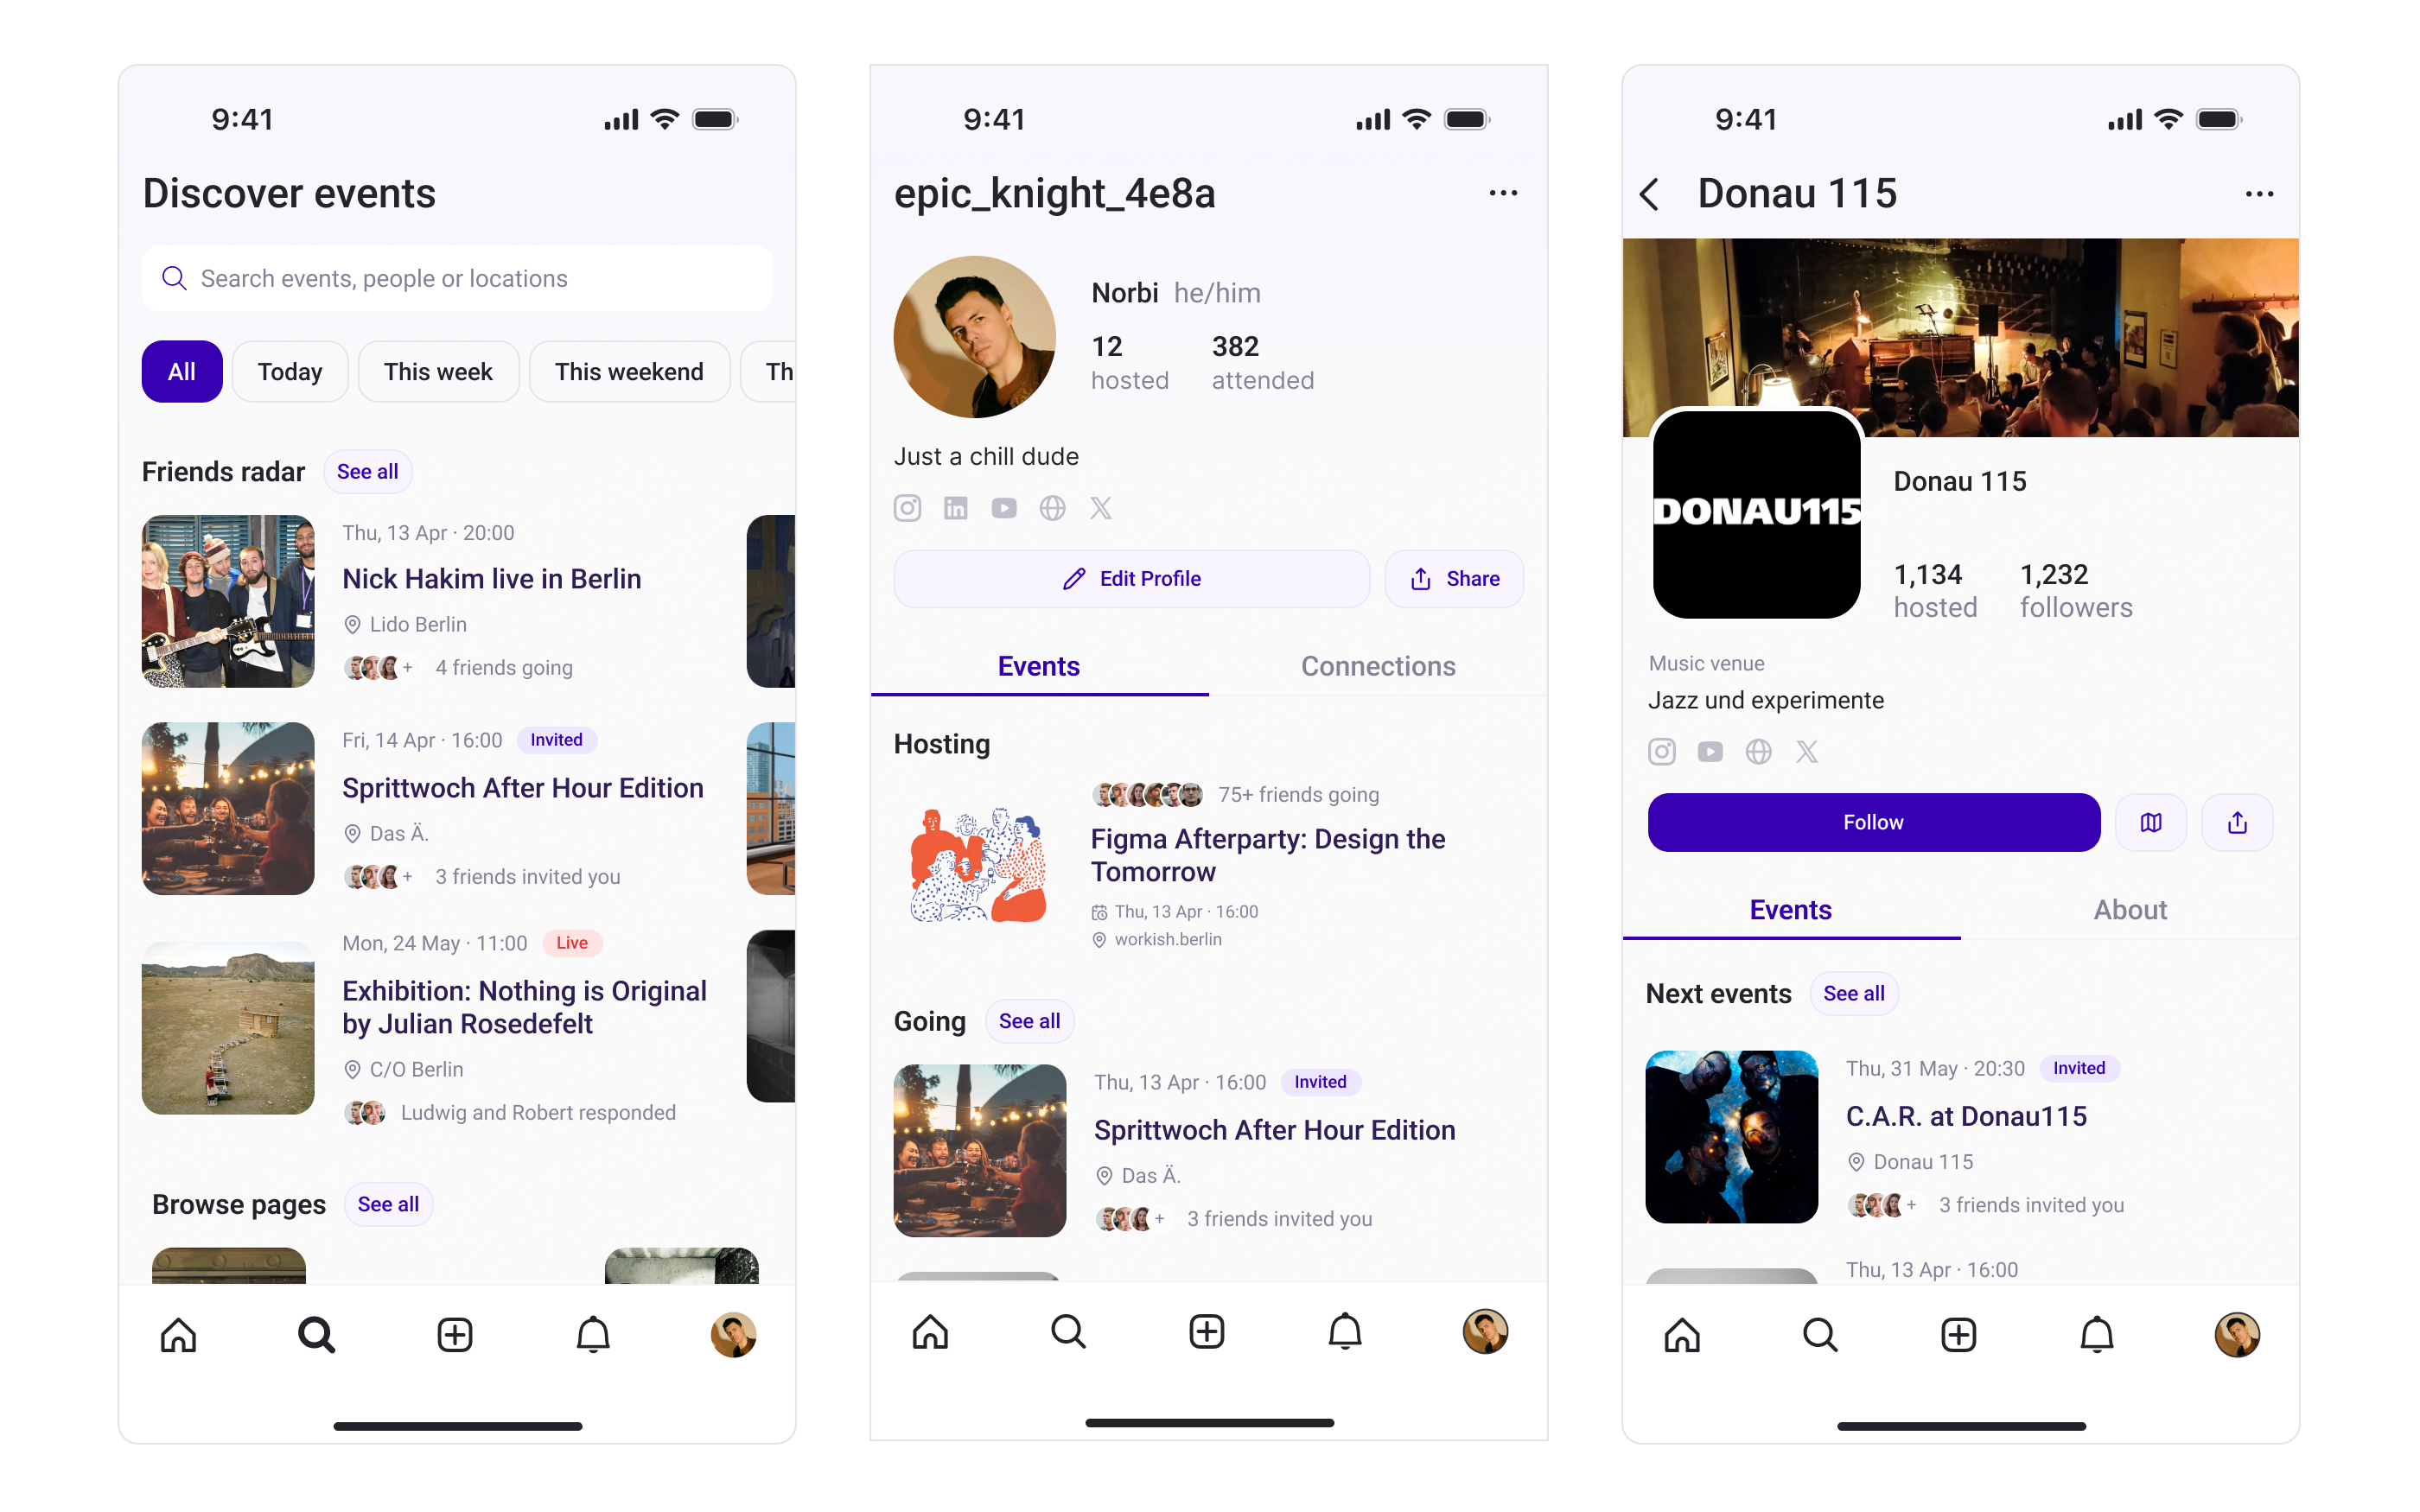 9:41
Discover events
Search events, people or locations
All
Today
This week
This weekend
Th
Friends radar
See all
Thu, 13 Apr · 20:00
Nick Hakim live in Berlin
Lido Berlin
+
4 friends going
Fri, 14 Apr · 16:00
Invited
Sprittwoch After Hour Edition
Das Ä.
+
3 friends invited you
Mon, 24 May · 11:00
Live
Exhibition: Nothing is Original
by Julian Rosedefelt
C/O Berlin
Ludwig and Robert responded
Browse pages
See all
9:41
epic_knight_4e8a
Norbi he/him
12
hosted
382
attended
Just a chill dude
Edit Profile
Share
Events
Connections
Hosting
75+ friends going
Figma Afterparty: Design the
Tomorrow
Thu, 13 Apr · 16:00
workish.berlin
Going
See all
Thu, 13 Apr · 16:00
Invited
Sprittwoch After Hour Edition
Das Ä.
+
3 friends invited you
9:41
Donau 115
DONAU115
Donau 115
1,134
hosted
1,232
followers
Music venue
Jazz und experimente
Follow
Events
About
Next events
See all
Thu, 31 May · 20:30
Invited
C.A.R. at Donau115
Donau 115
+
3 friends invited you
Thu, 13 Apr · 16:00